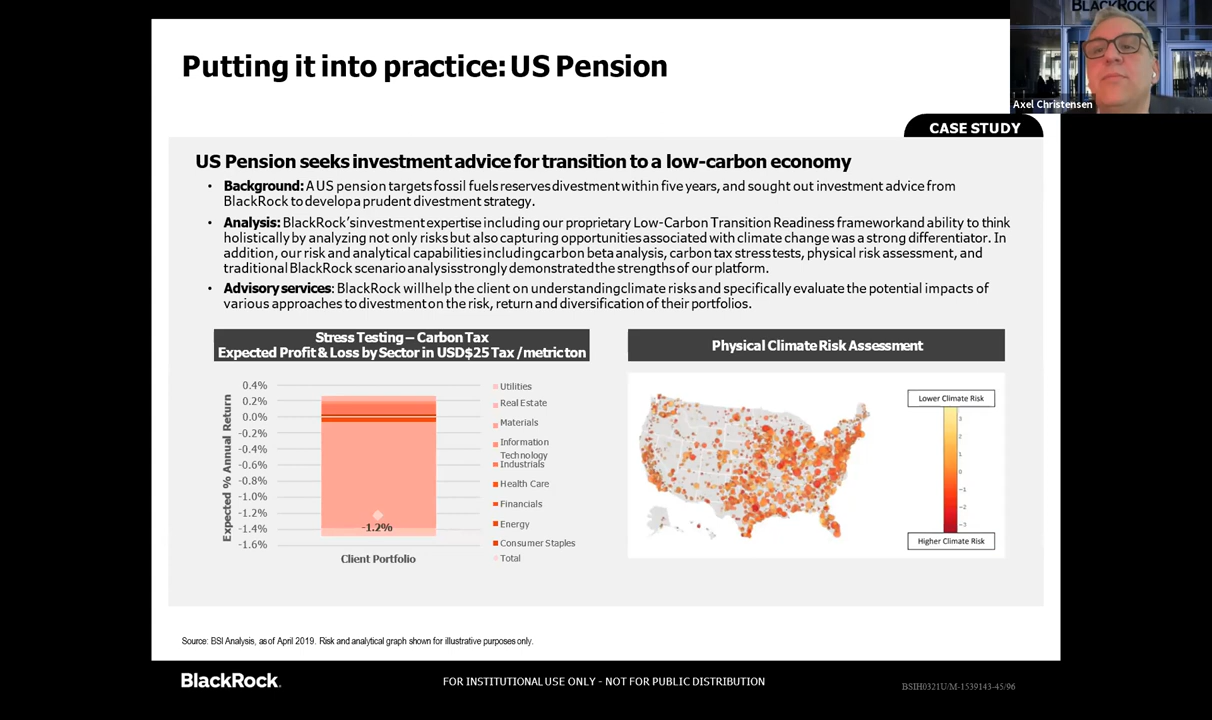 Putting it into practice: US Pension
BLACKROCK
Axel Christensen
CASE STUDY
US Pension seeks investment advice for transition to a low-carbon economy
• Background: A US pension targets fossil fuels reserves divestment within five years, and sought out investment advice from
BlackRock to develop a prudent divestment strategy.
• Analysis: BlackRock's investment expertise including our proprietary Low-Carbon Transition Readiness framework and ability to think
holistically by analyzing not only risks but also capturing opportunities associated with climate change was a strong differentiator. In
addition, our risk and analytical capabilities including carbon beta analysis, carbon tax stress tests, physical risk assessment, and
traditional BlackRock scenario analysis strongly demonstrated the strengths of our platform.
• Advisory services: BlackRock will help the client on understanding climate risks and specifically evaluate the potential impacts of
various approaches to divestment on the risk, return and diversification of their portfolios.
Stress Testing – Carbon Tax
Expected Profit & Loss by Sector in USD$25 Tax / metric ton
Expected % Annual Return
0.4%
0.2%
0.0%
-0.2%
-0.4%
-0.6%
-0.8%
-1.0%
-1.2%
-1.4%
-1.6%
-1.2%
Client Portfolio
Utilities
Real Estate
Materials
Information
Technology
Industrials
Health Care
Financials
Energy
Consumer Staples
Total
Physical Climate Risk Assessment
Lower Climate Risk
3
2
1
0
-1
-2
-3
Higher Climate Risk
Source: BSI Analysis, as of April 2019. Risk and analytical graph shown for illustrative purposes only.
BlackRock.
FOR INSTITUTIONAL USE ONLY - NOT FOR PUBLIC DISTRIBUTION
BSIH0321U/M-1539143-45/96